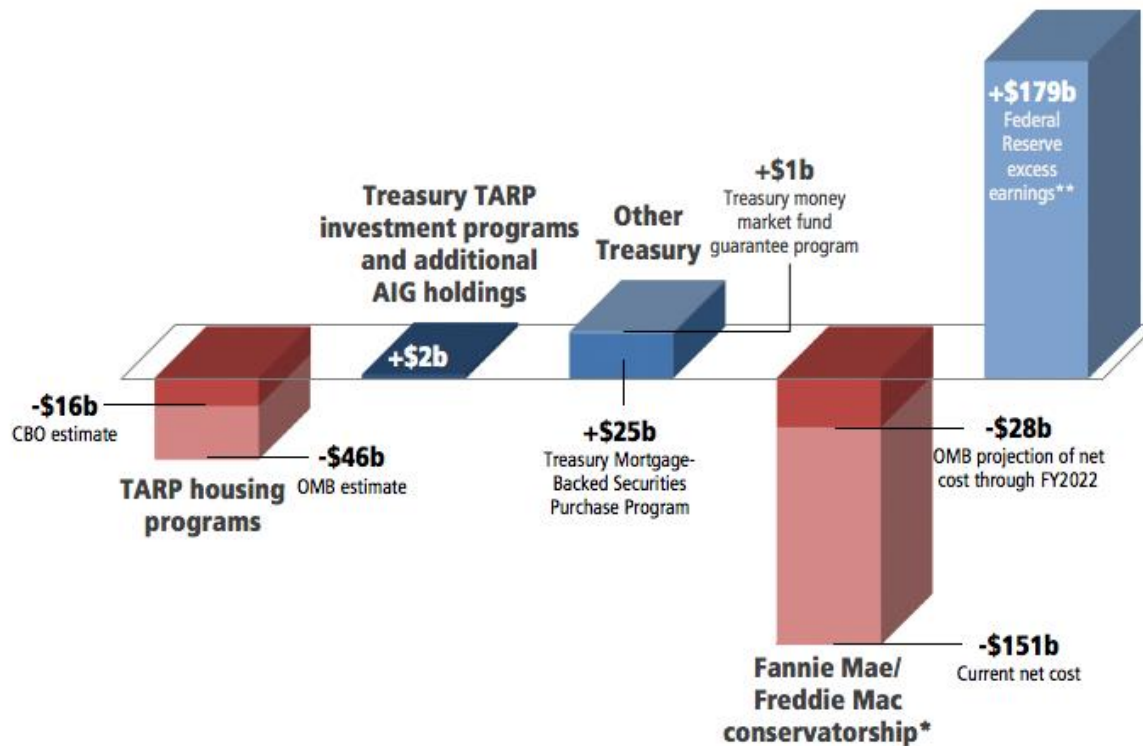 +$179b
Federal
Reserve
excess
earnings**
+$1b
Treasury money
market fund
guarantee program
Treasury TARP
investment programs
and additional
AIG holdings
Other
Treasury
+$2b
-$16b
CBO estimate
-$46b
OMB estimate
TARP housing
programs
+$25b
Treasury Mortgage-
Backed Securities
Purchase Program
-$28b
OMB projection of net
cost through FY2022
-$151b
Current net cost
Fannie Mae/
Freddie Mac
conservatorship*